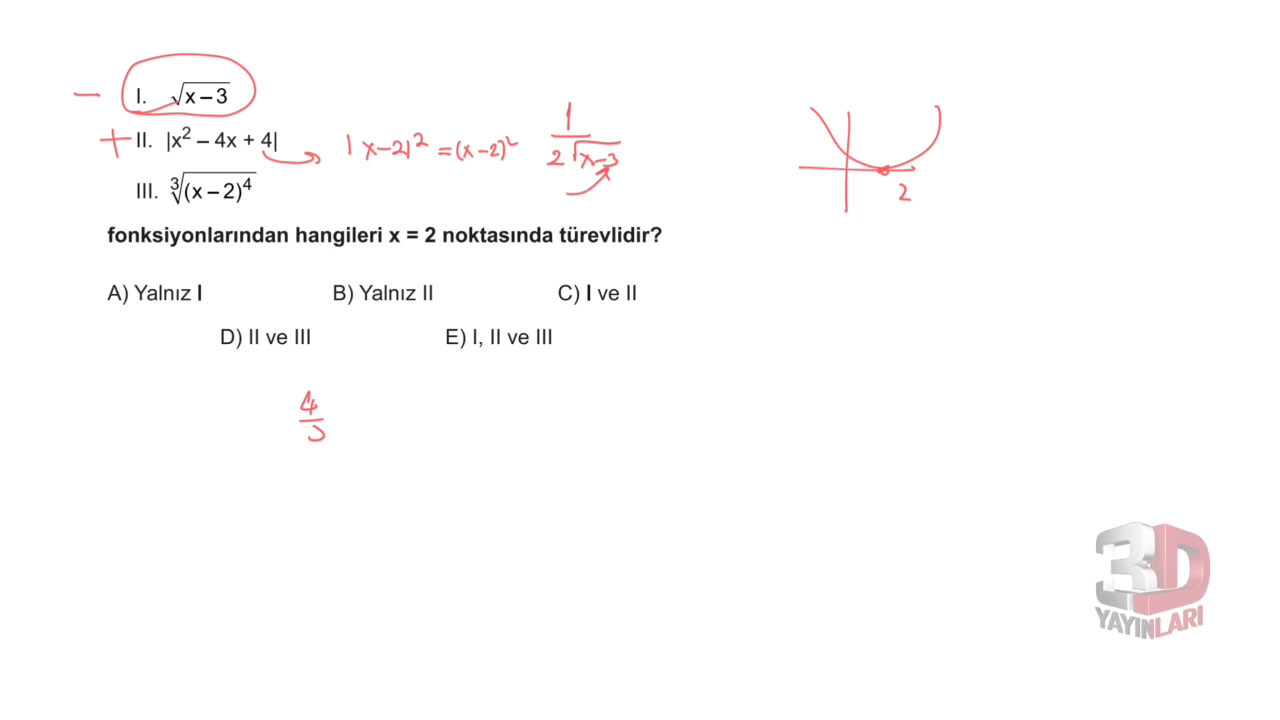 − I. √x – 3
+ II. |x² – 4x + 4| |x-2|² = (x-2)² 1/(2√x-3)
III. ³√(x – 2)⁴
2
fonksiyonlarından hangileri x = 2 noktasında türevlidir?
A) Yalnız I B) Yalnız II C) I ve II
D) II ve III E) I, II ve III
4/3
3D
YAYINLARI